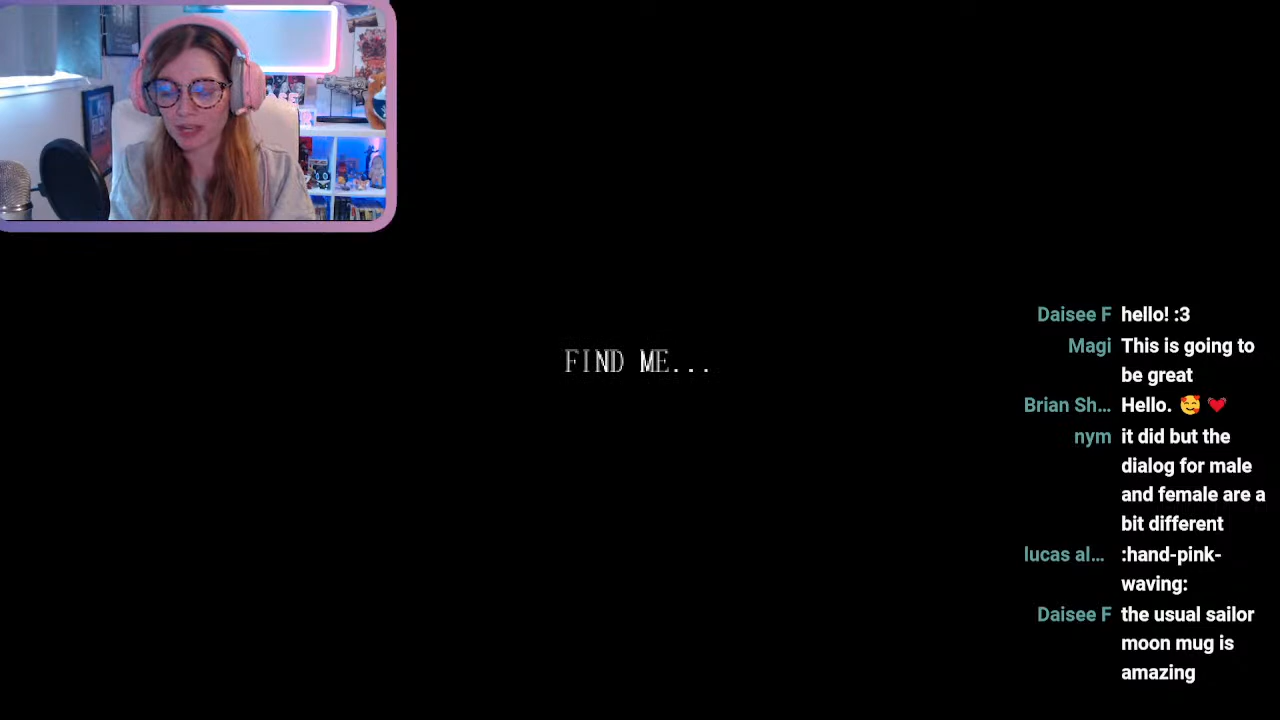 FIND ME...
Daisee F hello! :3
Magi This is going to
be great
Brian Sh... Hello. 🥰 💓
nym it did but the
dialog for male
and female are a
bit different
lucas al... :hand-pink-
waving:
Daisee F the usual sailor
moon mug is
amazing